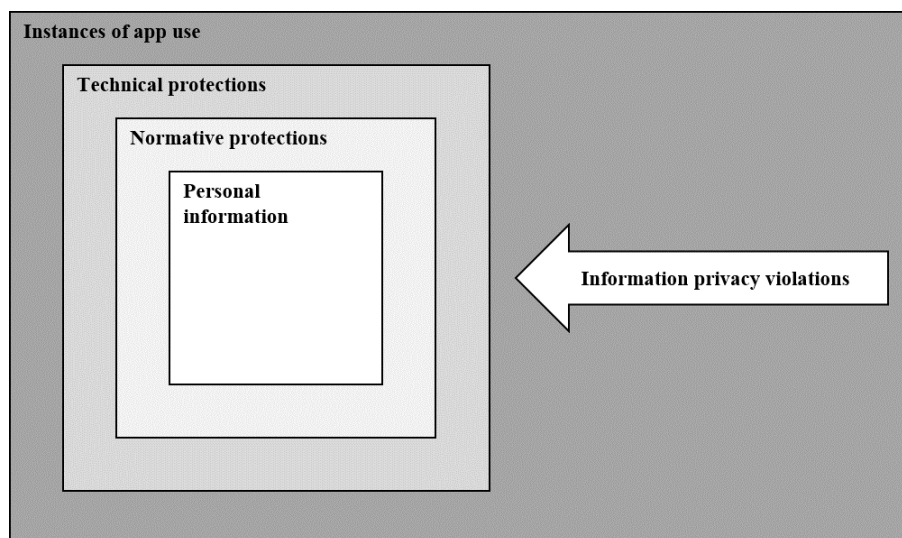 Instances of app use
Technical protections
Normative protections
Personal
information
Information privacy violations